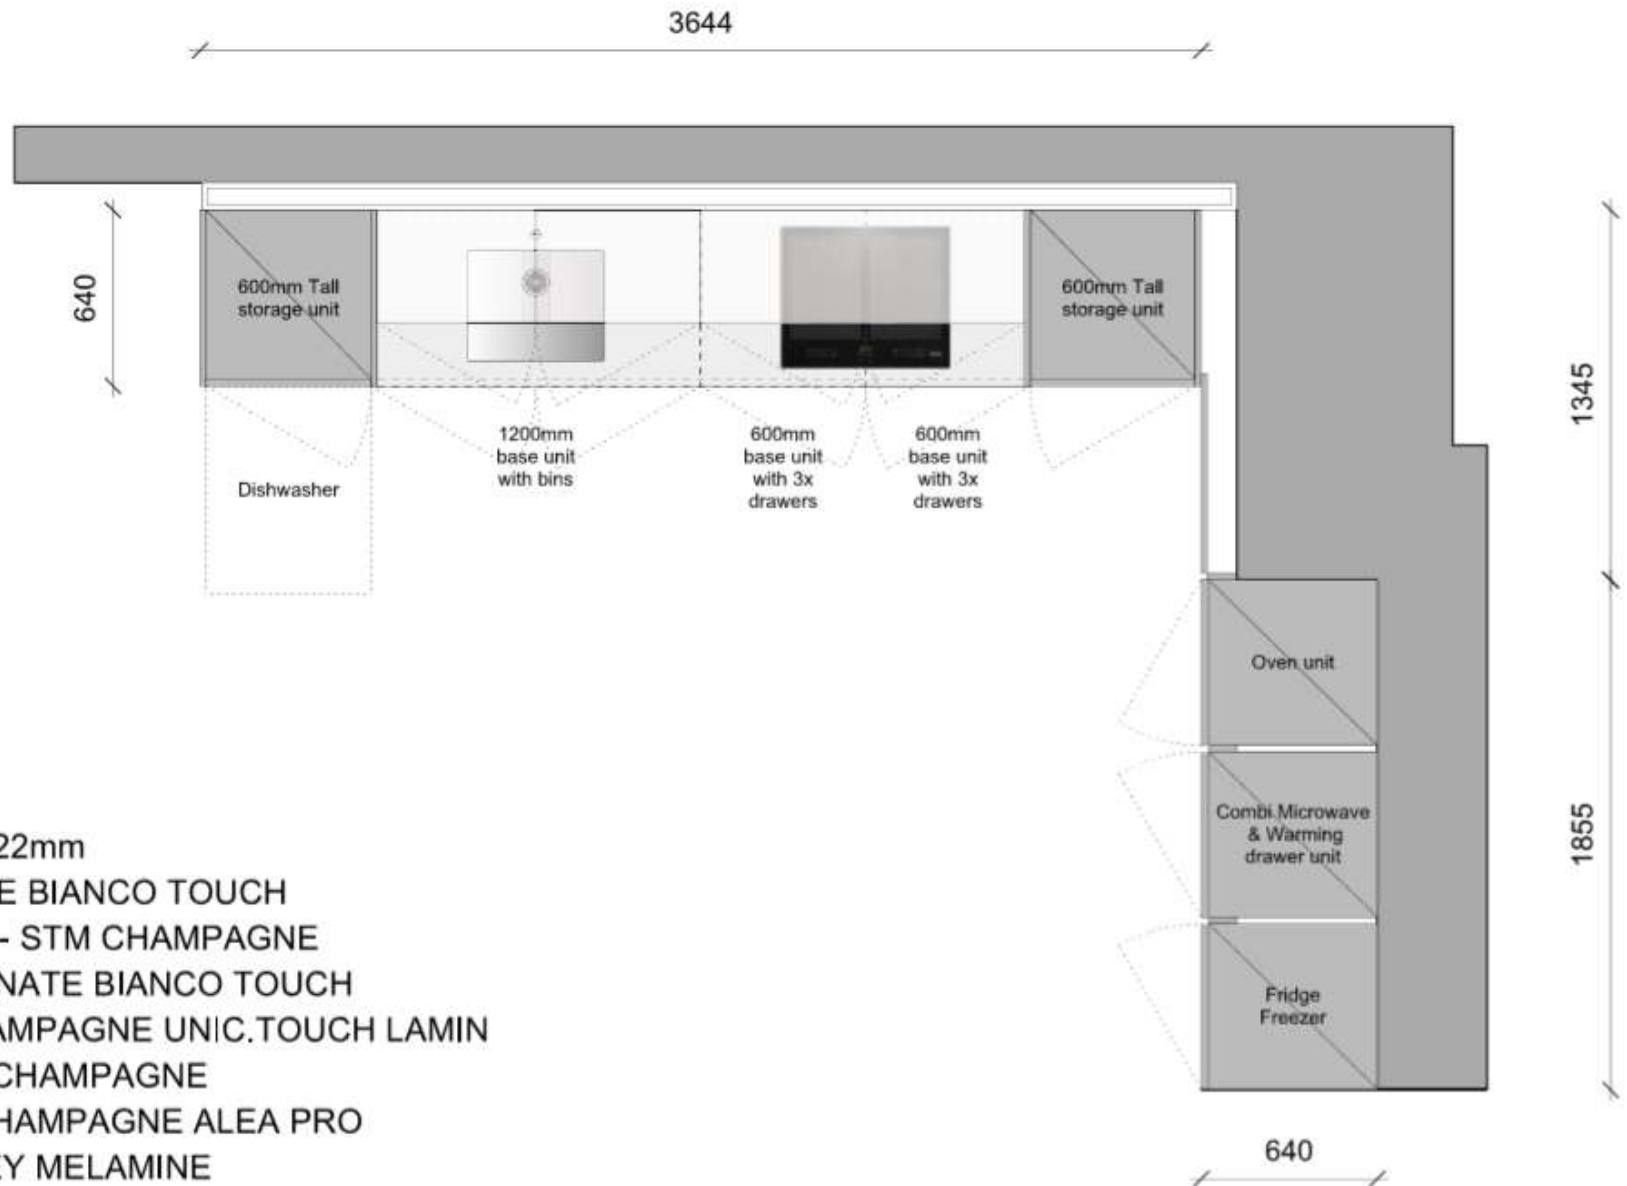 3644
640
600mm Tall
storage unit
600mm Tall
storage unit
1345
1200mm
base unit
with bins
600mm
base unit
with 3x
drawers
600mm
base unit
with 3x
drawers
Dishwasher
Oven unit
Combi Microwave
& Warming
drawer unit
1855
Fridge
Freezer
640
22mm
E BIANCO TOUCH
- STM CHAMPAGNE
NATE BIANCO TOUCH
AMPAGNE UNIC.TOUCH LAMIN
CHAMPAGNE
HAMPAGNE ALEA PRO
EY MELAMINE